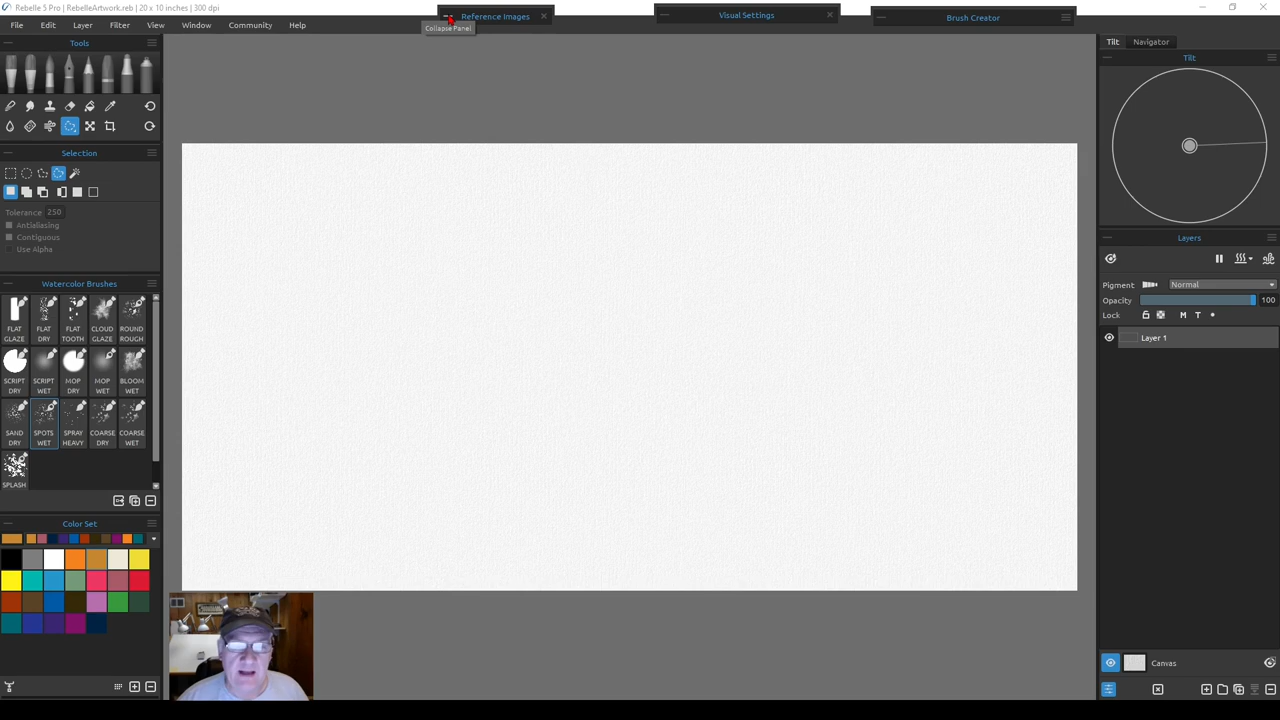 Rebelle 5 Pro | RebelleArtwork.reb | 20 x 10 inches | 300 dpi
Reference Images
Visual Settings
Brush Creator
File Edit Layer Filter View Window Community Help
Collapse Panel
Tools
Tilt Navigator
Tilt
Selection
Tolerance 250
Antialiasing
Contiguous
Use Alpha
Layers
Pigment Normal
Opacity 100
Lock M T
Layer 1
Watercolor Brushes
FLAT GLAZE
FLAT DRY
FLAT TOOTH
CLOUD GLAZE
ROUND ROUGH
SCRIPT DRY
SCRIPT WET
MOP DRY
MOP WET
BLOOM WET
SAND DRY
SPOTS WET
SPRAY HEAVY
COARSE DRY
COARSE WET
SPLASH
Color Set
Canvas